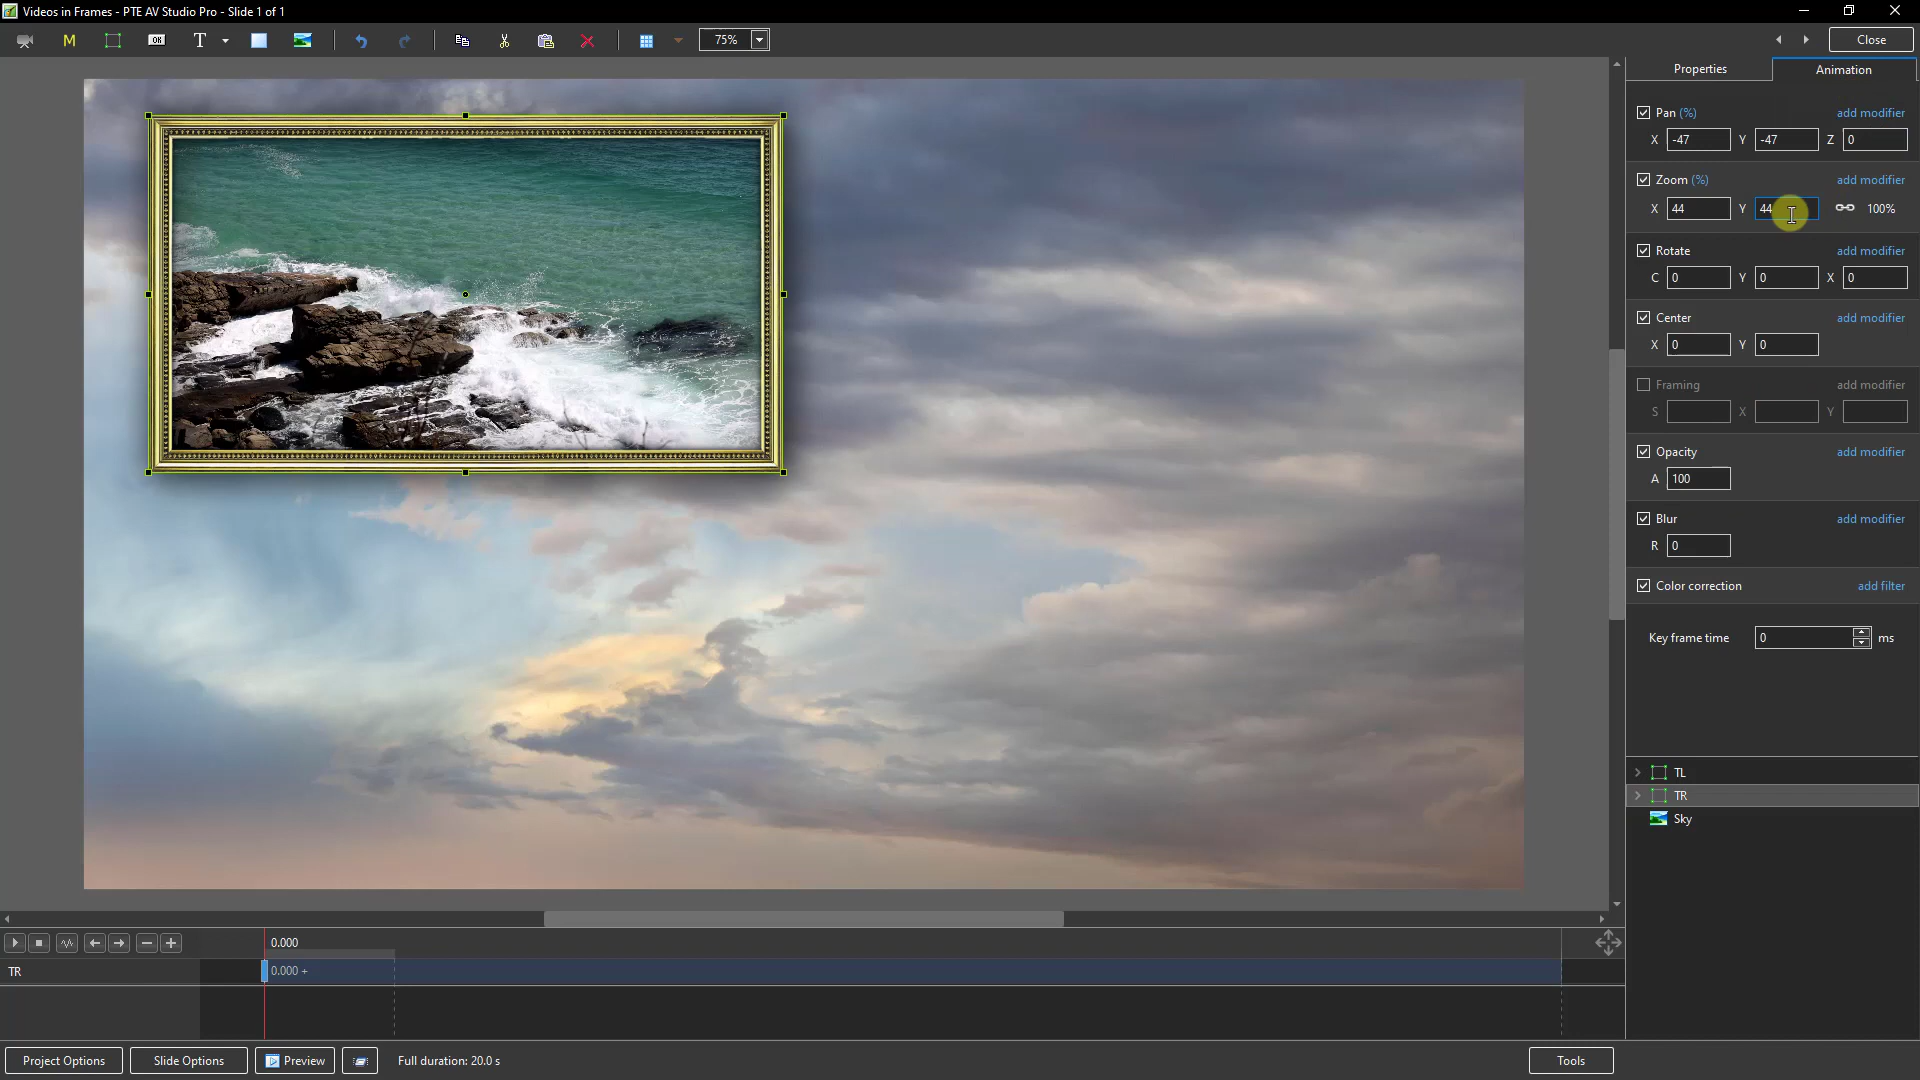 Videos in Frames - PTE AV Studio Pro - Slide 1 of 1
M OK T 75% Close
Properties Animation
Pan (%) add modifier
X -47 Y -47 Z 0
Zoom (%) add modifier
X 44 Y 44 100%
Rotate add modifier
C 0 Y 0 X 0
Center add modifier
X 0 Y 0
Framing add modifier
S X Y
Opacity add modifier
A 100
Blur add modifier
R 0
Color correction add filter
Key frame time 0 ms
TL
TR
Sky
0.000
TR 0.000 +
Project Options Slide Options Preview Full duration: 20.0 s Tools